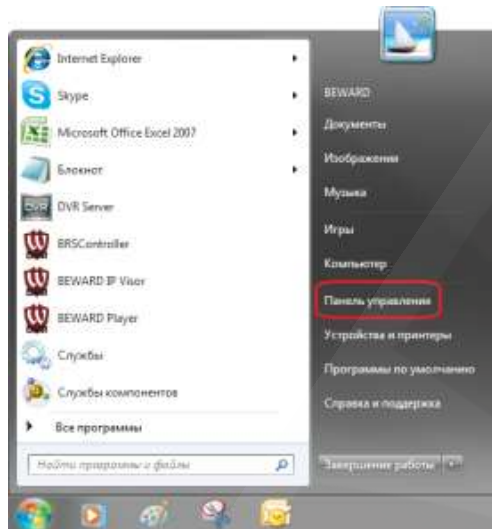 Internet Explorer
Skype
Microsoft Office Excel 2007
Блокнот
DVR Server
BRSController
BEWARD IP Visor
BEWARD Player
Службы
Службы компонентов
Все программы
Найти программы и файлы
BEWARD
Документы
Изображения
Музыка
Игры
Компьютер
Панель управления
Устройства и принтеры
Программы по умолчанию
Справка и поддержка
Завершение работы